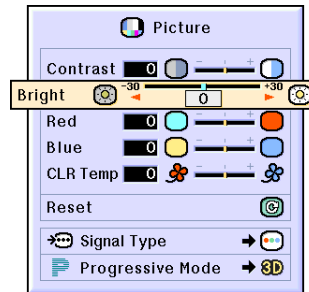 Picture
Contrast 0 - +
Bright -30 0 +30
Red 0 - +
Blue 0 - +
CLR Temp 0 - +
Reset
Signal Type
Progressive Mode 3D